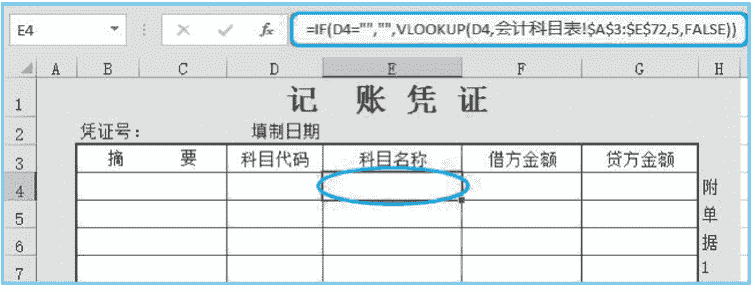 E4 fx =IF(D4="","",VLOOKUP(D4,会计科目表!$A$3:$E$72,5,FALSE))
A B C D E F G H
1 记 账 凭 证
2 凭证号: 填制日期
3 摘 要 科目代码 科目名称 借方金额 贷方金额
4 附
5 单
6 据
7 1